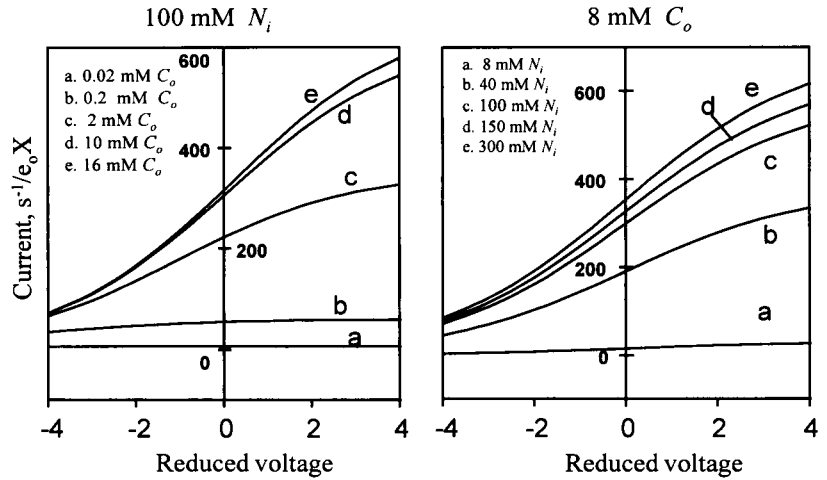 100 mM N_i
8 mM C_o
Current, s⁻¹/e₀X
600
400
200
0
a. 0.02 mM C_o
b. 0.2 mM C_o
c. 2 mM C_o
d. 10 mM C_o
e. 16 mM C_o
e
d
c
b
a
-4 -2 0 2 4
Reduced voltage
600
400
200
0
a. 8 mM N_i
b. 40 mM N_i
c. 100 mM N_i
d. 150 mM N_i
e. 300 mM N_i
e
d
c
b
a
-4 -2 0 2 4
Reduced voltage